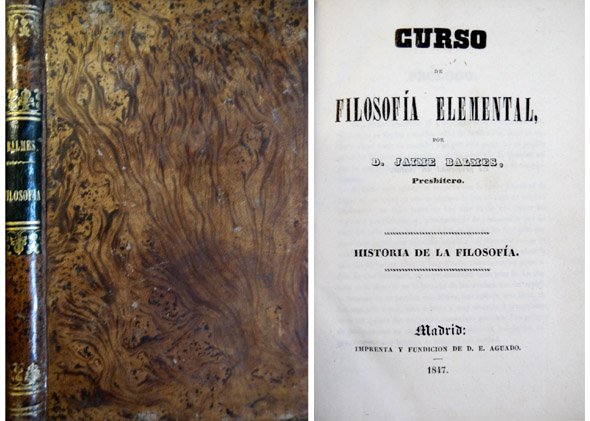 BALMES.
FILOSOFIA
CURSO
DE
FILOSOFÍA ELEMENTAL,
POR
D. JAIME BALMES,
Presbítero.
HISTORIA DE LA FILOSOFÍA.
Madrid:
IMPRENTA Y FUNDICION DE D. E. AGUADO.
1847.